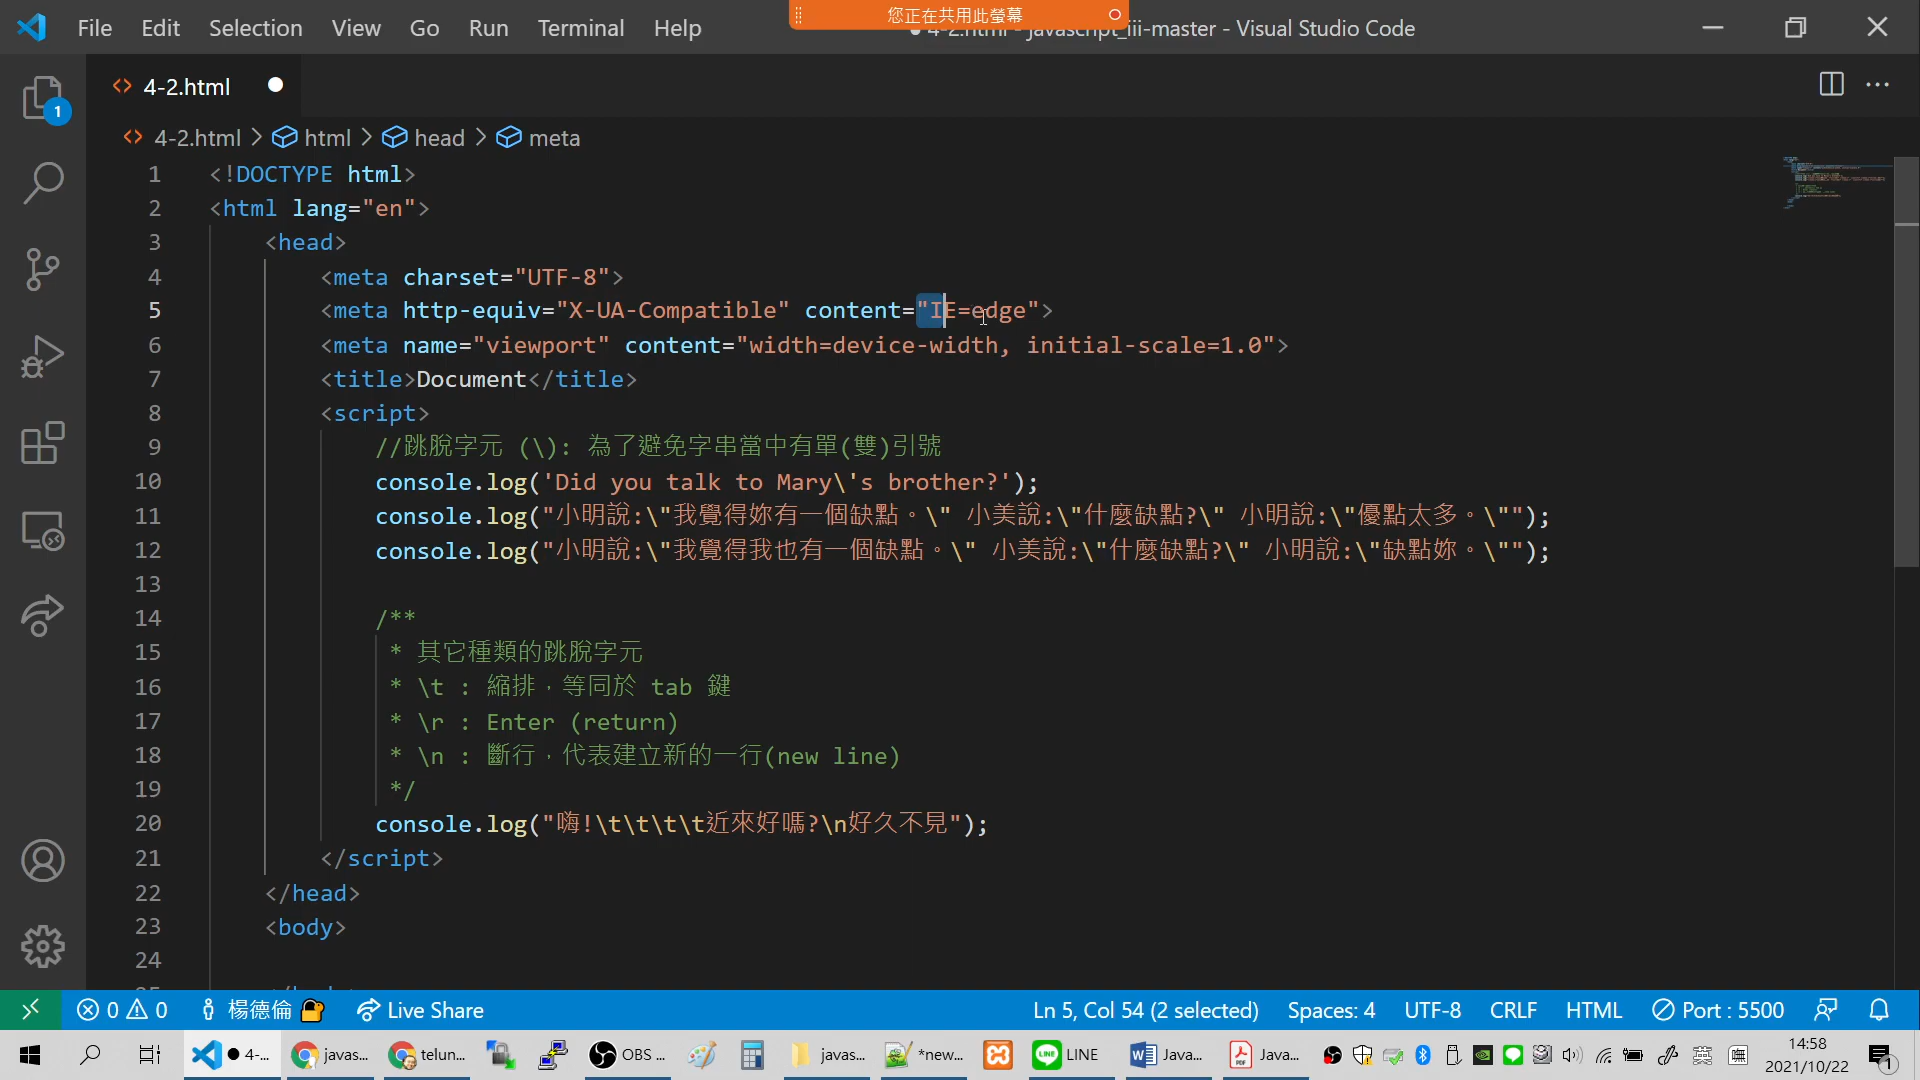 File Edit Selection View Go Run Terminal Help
您正在共用此螢幕
4-2.html - javascript_iii-master - Visual Studio Code
4-2.html
1
4-2.html > html > head > meta
1 <!DOCTYPE html>
2 <html lang="en">
3 <head>
4 <meta charset="UTF-8">
5 <meta http-equiv="X-UA-Compatible" content="IE=edge">
6 <meta name="viewport" content="width=device-width, initial-scale=1.0">
7 <title>Document</title>
8 <script>
9 //跳脫字元 (\): 為了避免字串當中有單(雙)引號
10 console.log('Did you talk to Mary\'s brother?');
11 console.log("小明說:\"我覺得妳有一個缺點。\" 小美說:\"什麼缺點?\" 小明說:\"優點太多。\"");
12 console.log("小明說:\"我覺得我也有一個缺點。\" 小美說:\"什麼缺點?\" 小明說:\"缺點妳。\"");
13
14 /**
15 * 其它種類的跳脫字元
16 * \t : 縮排，等同於 tab 鍵
17 * \r : Enter (return)
18 * \n : 斷行，代表建立新的一行(new line)
19 */
20 console.log("嗨!\t\t\t\t近來好嗎?\n好久不見");
21 </script>
22 </head>
23 <body>
24
0 0 楊德倫 Live Share Ln 5, Col 54 (2 selected) Spaces: 4 UTF-8 CRLF HTML Port : 5500
4-... javas... telun... OBS ... javas... *new... LINE Java... Java... 英 14:58
2021/10/22 1